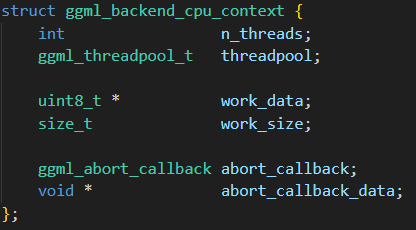 struct ggml_backend_cpu_context {
    int                 n_threads;
    ggml_threadpool_t   threadpool;

    uint8_t *           work_data;
    size_t              work_size;

    ggml_abort_callback abort_callback;
    void *              abort_callback_data;
};